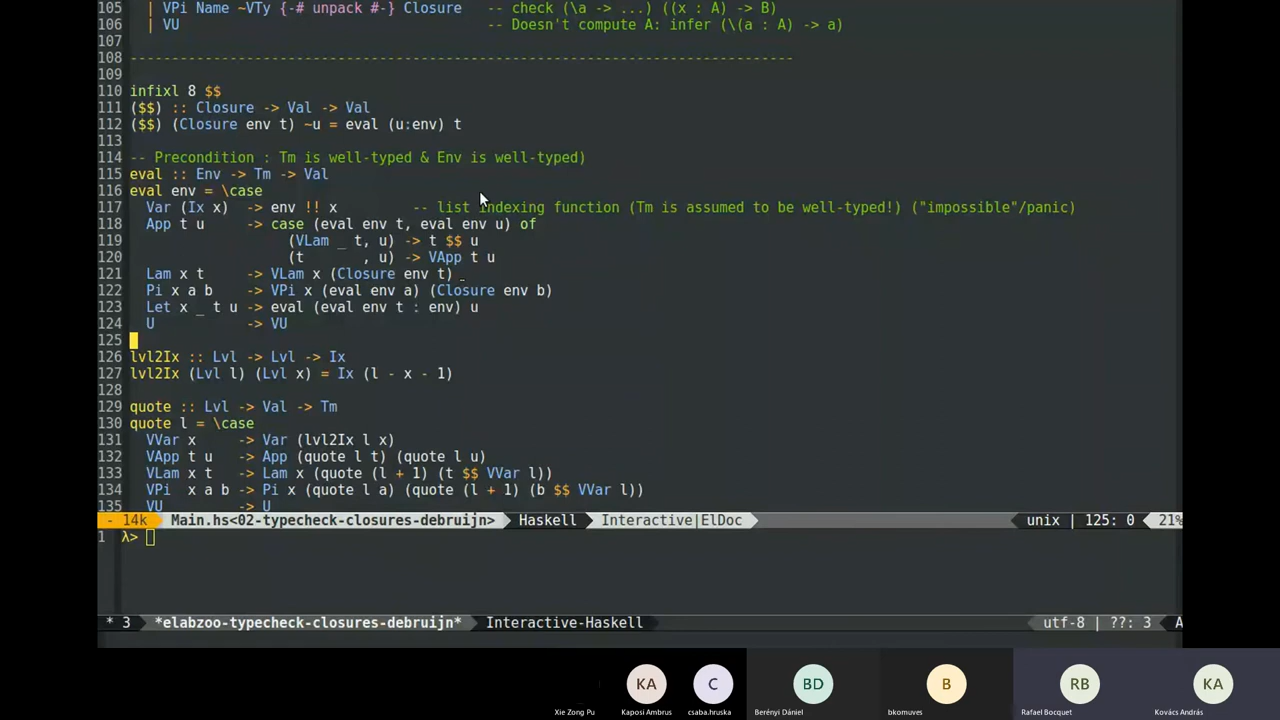 105   | VPi Name ~VTy {-# unpack #-} Closure   -- check (\a -> ...) ((x : A) -> B)
106   | VU                                     -- Doesn't compute A: infer (\(a : A) -> a)
107
108 --------------------------------------------------------------------------------
109
110 infixl 8 $$
111 ($$) :: Closure -> Val -> Val
112 ($$) (Closure env t) ~u = eval (u:env) t
113
114 -- Precondition : Tm is well-typed & Env is well-typed)
115 eval :: Env -> Tm -> Val
116 eval env = \case
117   Var (Ix x)  -> env !! x         -- list indexing function (Tm is assumed to be well-typed!) ("impossible"/panic)
118   App t u     -> case (eval env t, eval env u) of
119                    (VLam _ t, u) -> t $$ u
120                    (t       , u) -> VApp t u
121   Lam x t     -> VLam x (Closure env t)
122   Pi x a b    -> VPi x (eval env a) (Closure env b)
123   Let x _ t u -> eval (eval env t : env) u
124   U           -> VU
125
126 lvl2Ix :: Lvl -> Lvl -> Ix
127 lvl2Ix (Lvl l) (Lvl x) = Ix (l - x - 1)
128
129 quote :: Lvl -> Val -> Tm
130 quote l = \case
131   VVar x     -> Var (lvl2Ix l x)
132   VApp t u   -> App (quote l t) (quote l u)
133   VLam x t   -> Lam x (quote (l + 1) (t $$ VVar l))
134   VPi  x a b -> Pi x (quote l a) (quote (l + 1) (b $$ VVar l))
135   VU         -> U
- 14k Main.hs<02-typecheck-closures-debruijn> Haskell Interactive|ElDoc unix | 125: 0 21%
1 λ>
* 3 *elabzoo-typecheck-closures-debruijn* Interactive-Haskell utf-8 | ??: 3 A
KA C BD B RB KA
Xie Zong Pu Kaposi Ambrus csaba.hruska Berényi Dániel bkomuves Rafael Bocquet Kovács András